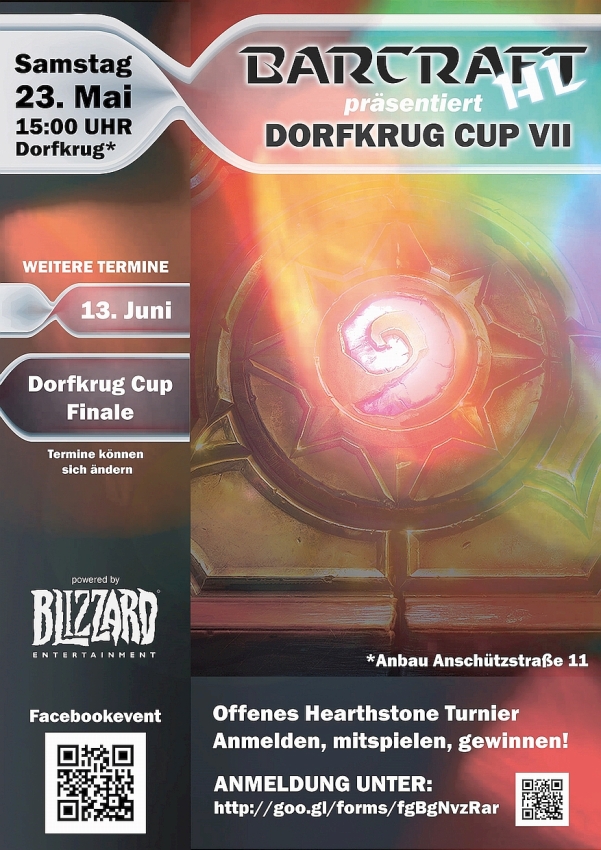 Samstag
23. Mai
15:00 UHR
Dorfkrug*
BARCRAFT
HL
präsentiert
DORFKRUG CUP VII
WEITERE TERMINE
13. Juni
Dorfkrug Cup
Finale
Termine können
sich ändern
powered by
BLIZZARD
ENTERTAINMENT
*Anbau Anschützstraße 11
Facebookevent
Offenes Hearthstone Turnier
Anmelden, mitspielen, gewinnen!
ANMELDUNG UNTER:
http://goo.gl/forms/fgBgNvzRar